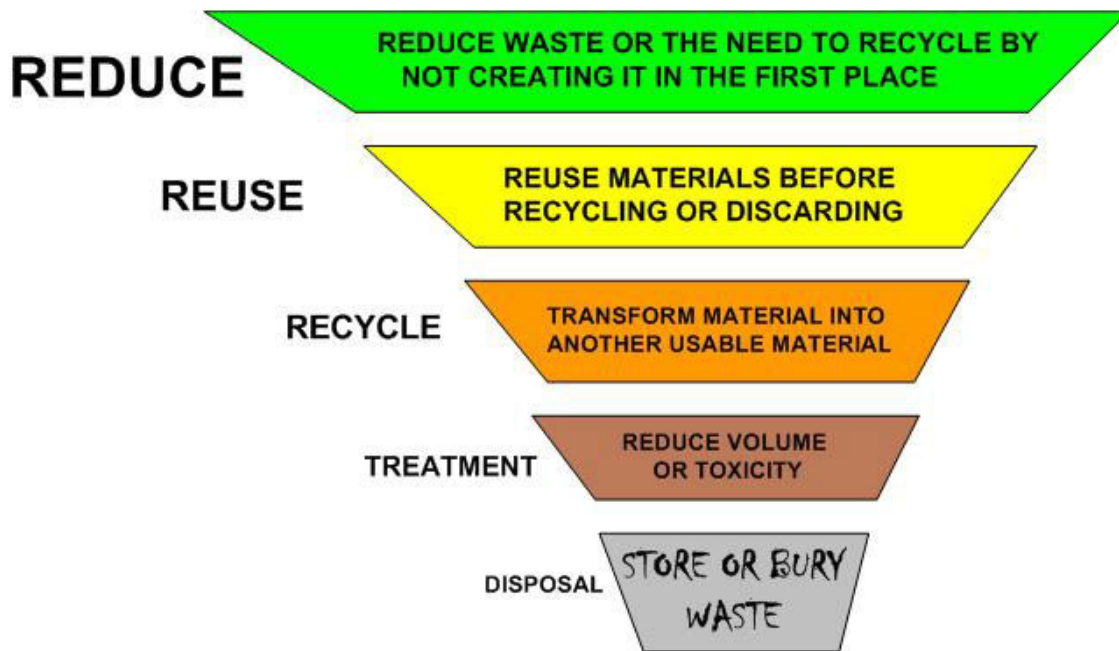 REDUCE
REDUCE WASTE OR THE NEED TO RECYCLE BY
NOT CREATING IT IN THE FIRST PLACE
REUSE
REUSE MATERIALS BEFORE
RECYCLING OR DISCARDING
RECYCLE
TRANSFORM MATERIAL INTO
ANOTHER USABLE MATERIAL
TREATMENT
REDUCE VOLUME
OR TOXICITY
DISPOSAL
STORE OR BURY
WASTE